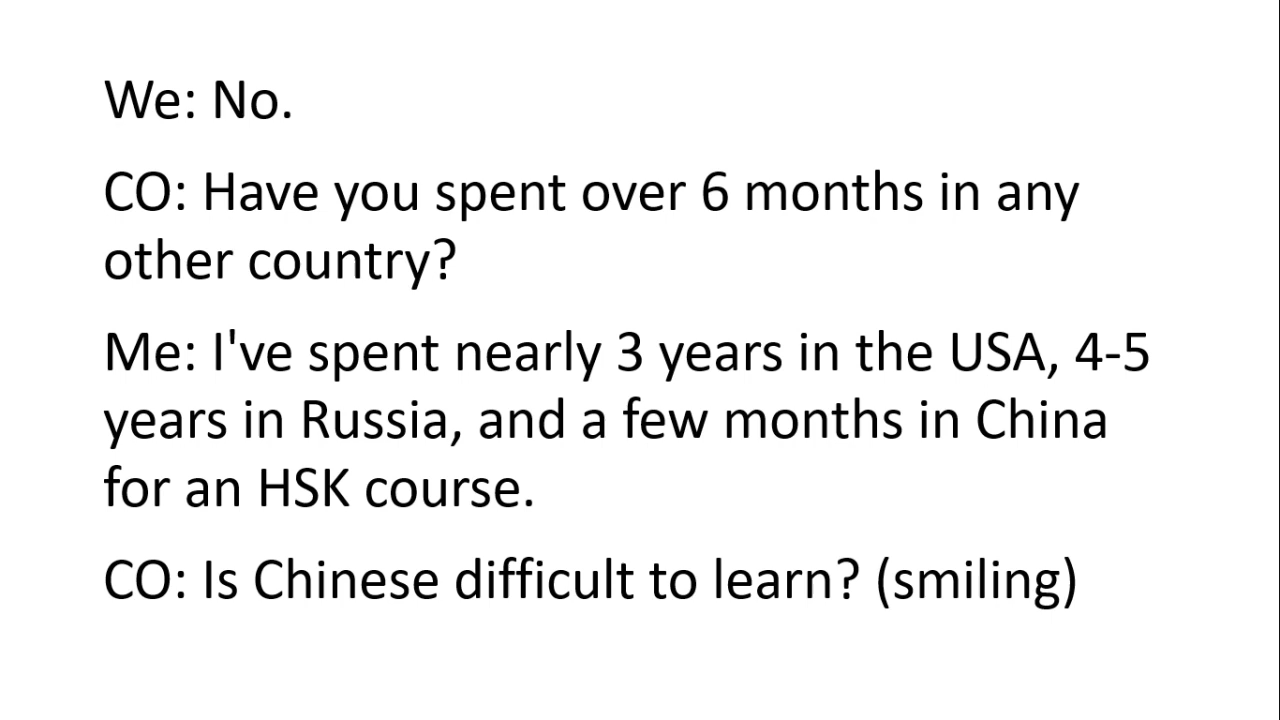 We: No.
CO: Have you spent over 6 months in any
other country?
Me: I've spent nearly 3 years in the USA, 4-5
years in Russia, and a few months in China
for an HSK course.
CO: Is Chinese difficult to learn? (smiling)